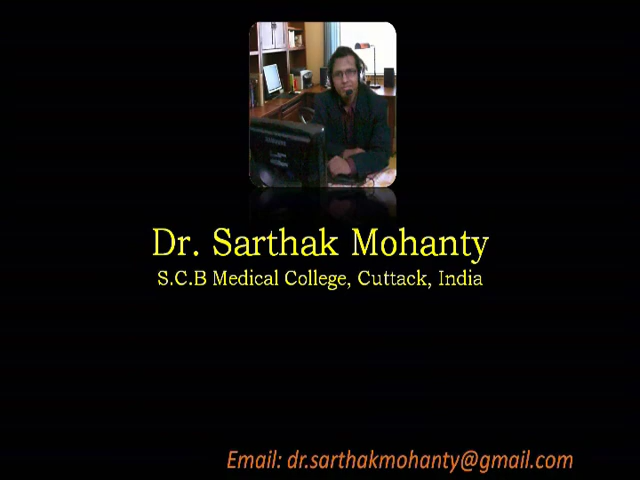 Dr. Sarthak Mohanty
S.C.B Medical College, Cuttack, India
Email: dr.sarthakmohanty@gmail.com